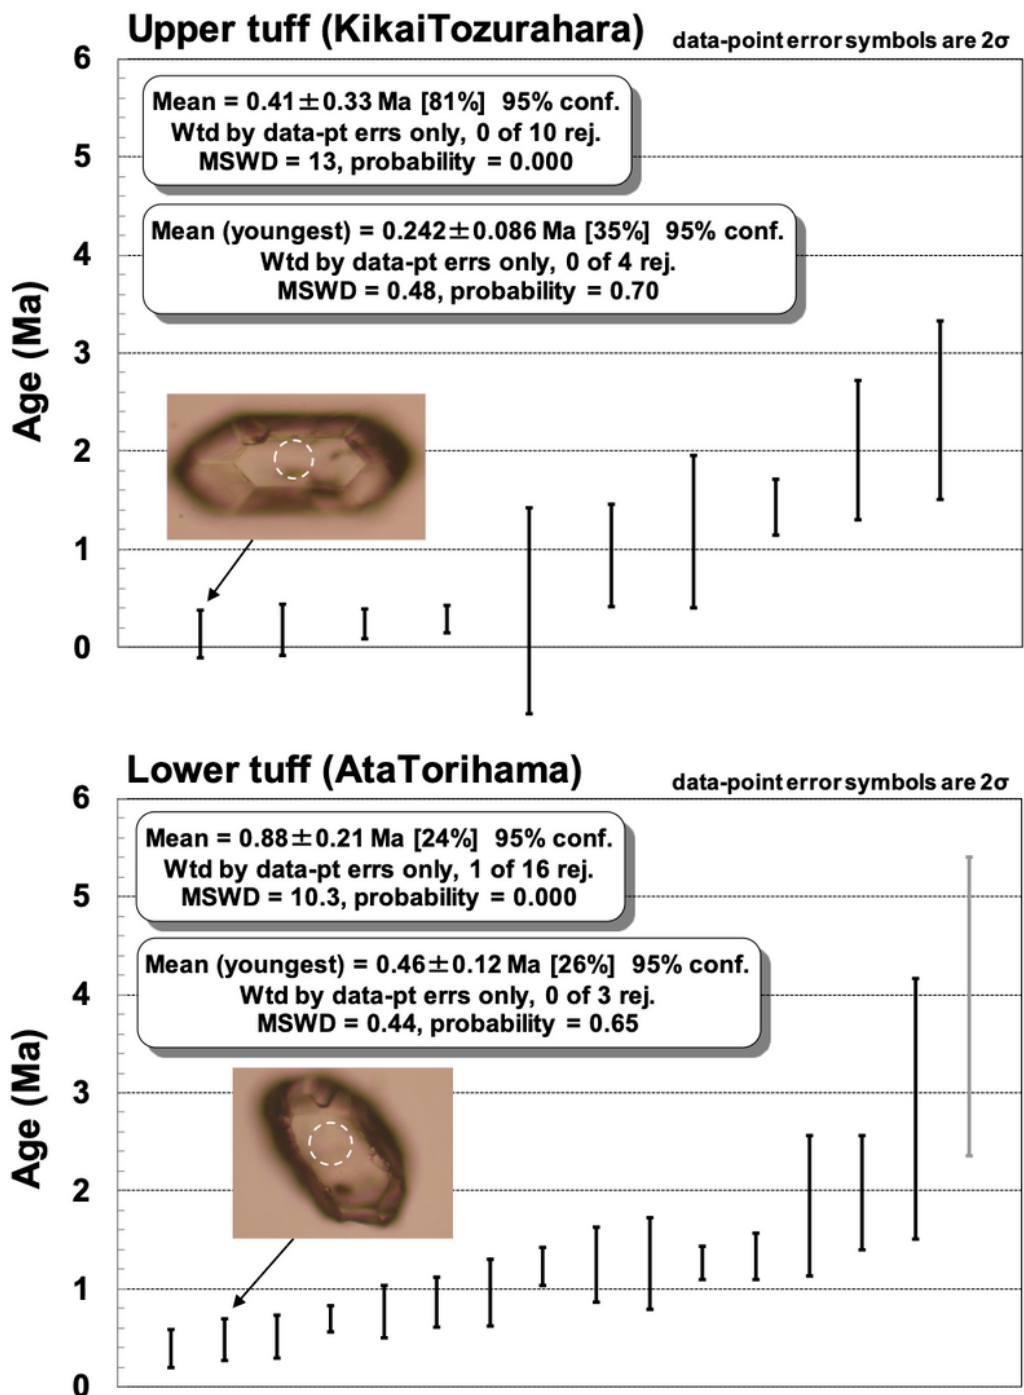 Upper tuff (KikaiTozurahara) data-point error symbols are 2σ
6
Mean = 0.41±0.33 Ma [81%] 95% conf.
Wtd by data-pt errs only, 0 of 10 rej.
MSWD = 13, probability = 0.000
5
Mean (youngest) = 0.242±0.086 Ma [35%] 95% conf.
Wtd by data-pt errs only, 0 of 4 rej.
MSWD = 0.48, probability = 0.70
4
3
Age (Ma)
2
1
0
Lower tuff (AtaTorihama) data-point error symbols are 2σ
6
Mean = 0.88±0.21 Ma [24%] 95% conf.
Wtd by data-pt errs only, 1 of 16 rej.
MSWD = 10.3, probability = 0.000
5
Mean (youngest) = 0.46±0.12 Ma [26%] 95% conf.
Wtd by data-pt errs only, 0 of 3 rej.
MSWD = 0.44, probability = 0.65
4
3
Age (Ma)
2
1
0